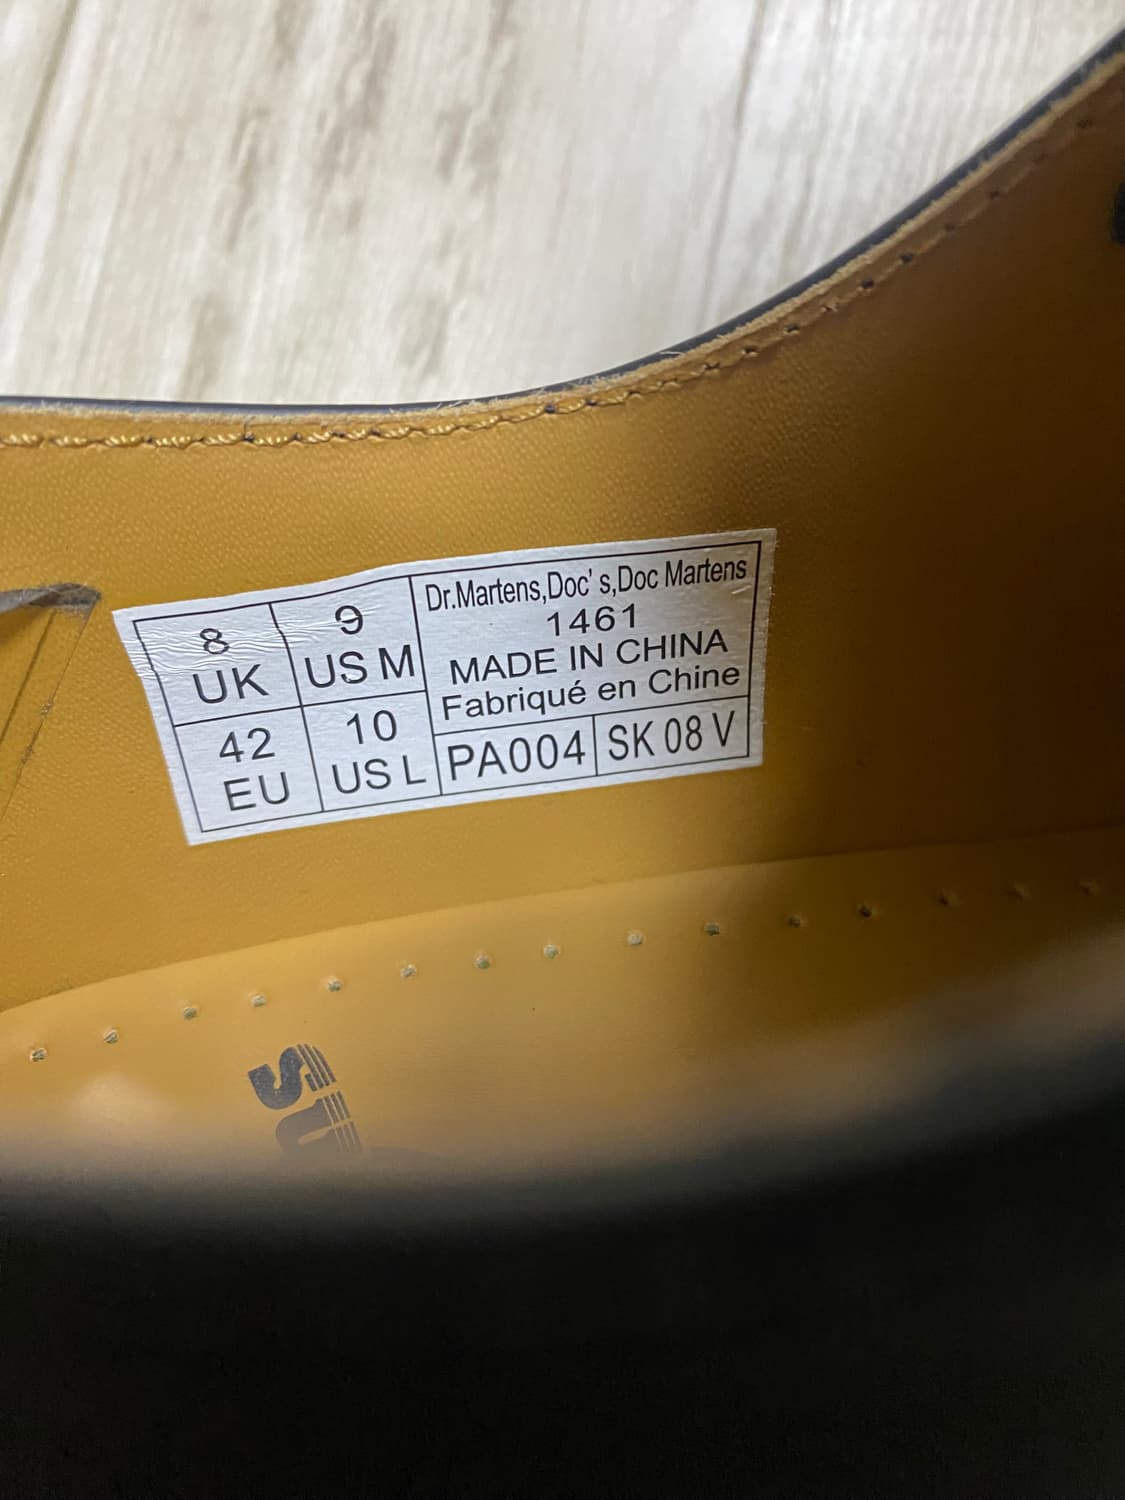 8
UK
9
US M
42
EU
10
US L
Dr.Martens,Doc' s,Doc Martens
1461
MADE IN CHINA
Fabriqué en Chine
PA004
SK 08 V